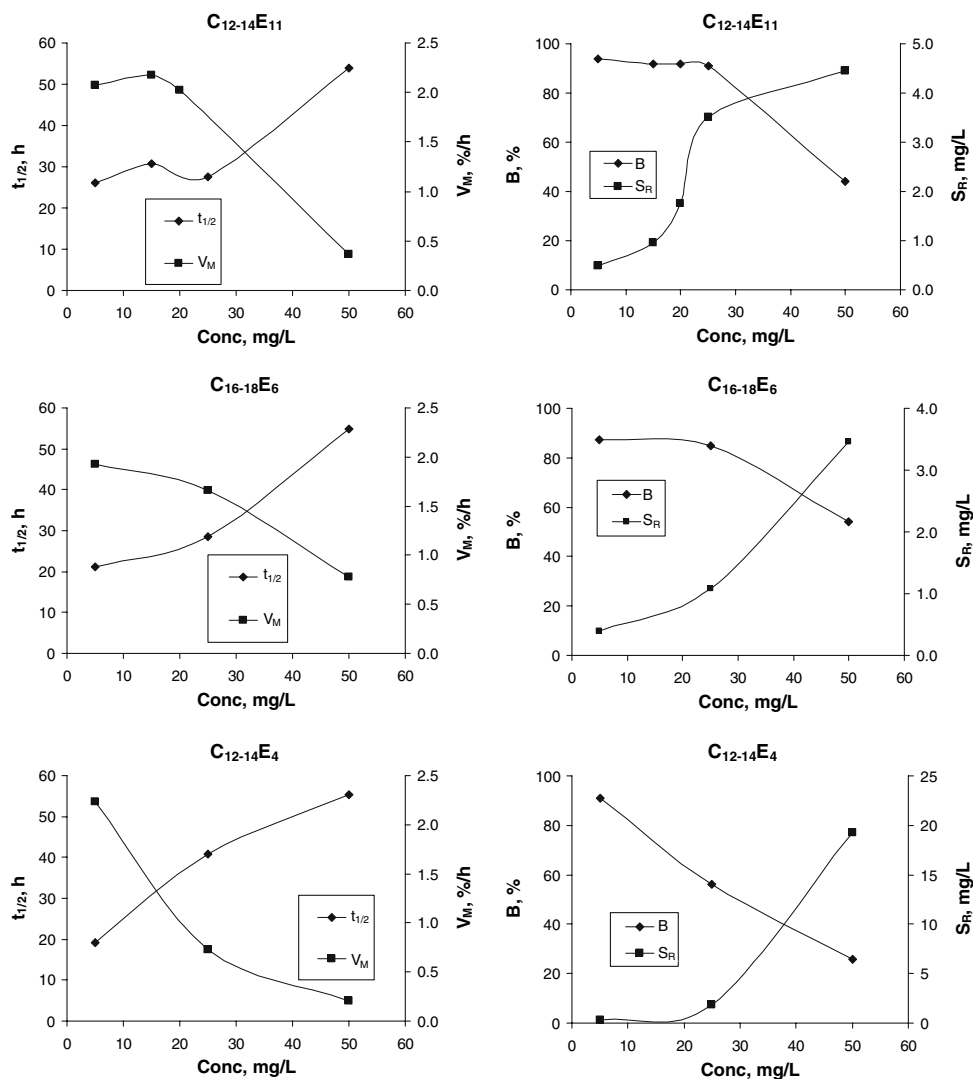 C12-14E11
60
50
40
30
20
10
0
t1/2, h
2.5
2.0
1.5
1.0
0.5
0.0
VM, %/h
t1/2
VM
0 10 20 30 40 50 60
Conc, mg/L
C12-14E11
100
80
60
40
20
0
B, %
5.0
4.0
3.0
2.0
1.0
0.0
SR, mg/L
B
SR
0 10 20 30 40 50 60
Conc, mg/L
C16-18E6
60
50
40
30
20
10
0
t1/2, h
2.5
2.0
1.5
1.0
0.5
0.0
VM, %/h
t1/2
VM
0 10 20 30 40 50 60
Conc, mg/L
C16-18E6
100
80
60
40
20
0
B, %
4.0
3.0
2.0
1.0
0.0
SR, mg/L
B
SR
0 10 20 30 40 50 60
Conc, mg/L
C12-14E4
60
50
40
30
20
10
0
t1/2, h
2.5
2.0
1.5
1.0
0.5
0.0
VM, %/h
t1/2
VM
0 10 20 30 40 50 60
Conc, mg/L
C12-14E4
100
80
60
40
20
0
B, %
25
20
15
10
5
0
SR, mg/L
B
SR
0 10 20 30 40 50 60
Conc, mg/L